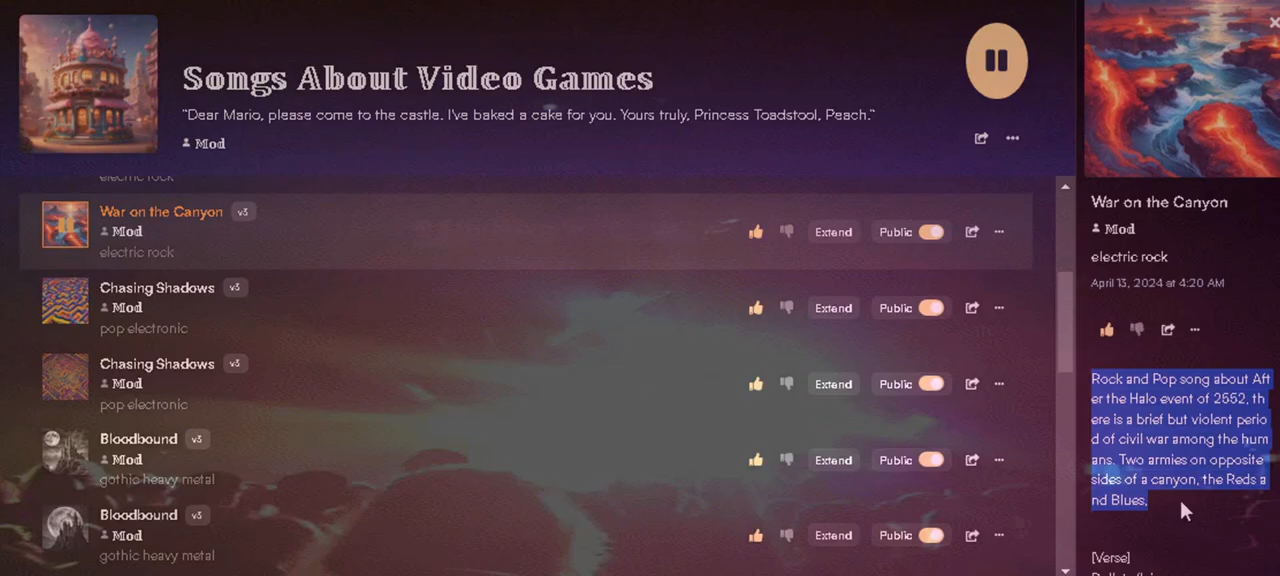 Songs About Video Games
"Dear Mario, please come to the castle. I've baked a cake for you. Yours truly, Princess Toadstool, Peach."
Mod
electric rock
War on the Canyon v3
Mod
electric rock
Extend
Public
Chasing Shadows v3
Mod
pop electronic
Extend
Public
Chasing Shadows v3
Mod
pop electronic
Extend
Public
Bloodbound v3
Mod
gothic heavy metal
Extend
Public
Bloodbound v3
Mod
gothic heavy metal
Extend
Public
War on the Canyon
Mod
electric rock
April 13, 2024 at 4:20 AM
Rock and Pop song about Aft
er the Halo event of 2552, th
ere is a brief but violent perio
d of civil war among the hum
ans. Two armies on opposite
sides of a canyon, the Reds a
nd Blues,
[Verse]